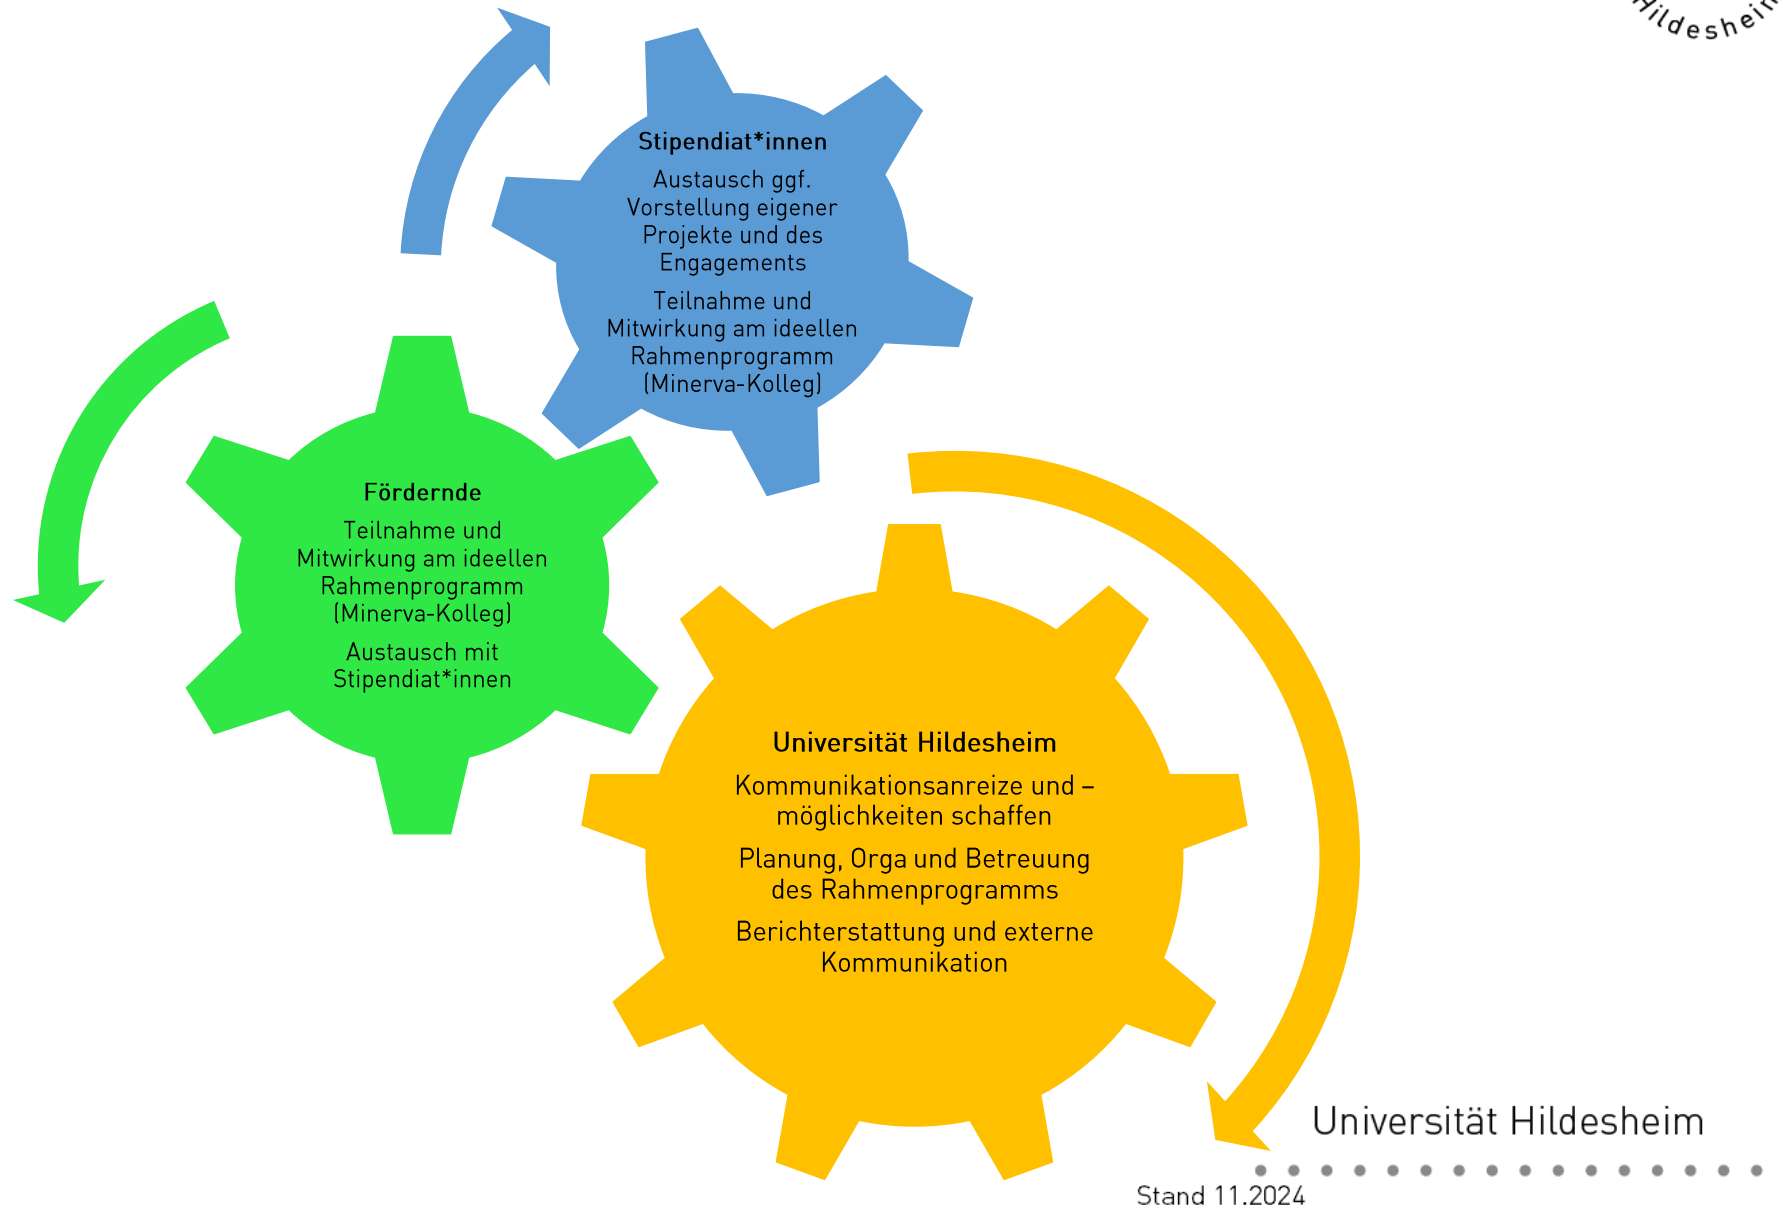 Hildesheim
Stipendiat*innen
Austausch ggf.
Vorstellung eigener
Projekte und des
Engagements
Teilnahme und
Mitwirkung am ideellen
Rahmenprogramm
(Minerva-Kolleg)
Fördernde
Teilnahme und
Mitwirkung am ideellen
Rahmenprogramm
(Minerva-Kolleg)
Austausch mit
Stipendiat*innen
Universität Hildesheim
Kommunikationsanreize und –
möglichkeiten schaffen
Planung, Orga und Betreuung
des Rahmenprogramms
Berichterstattung und externe
Kommunikation
Universität Hildesheim
Stand 11.2024